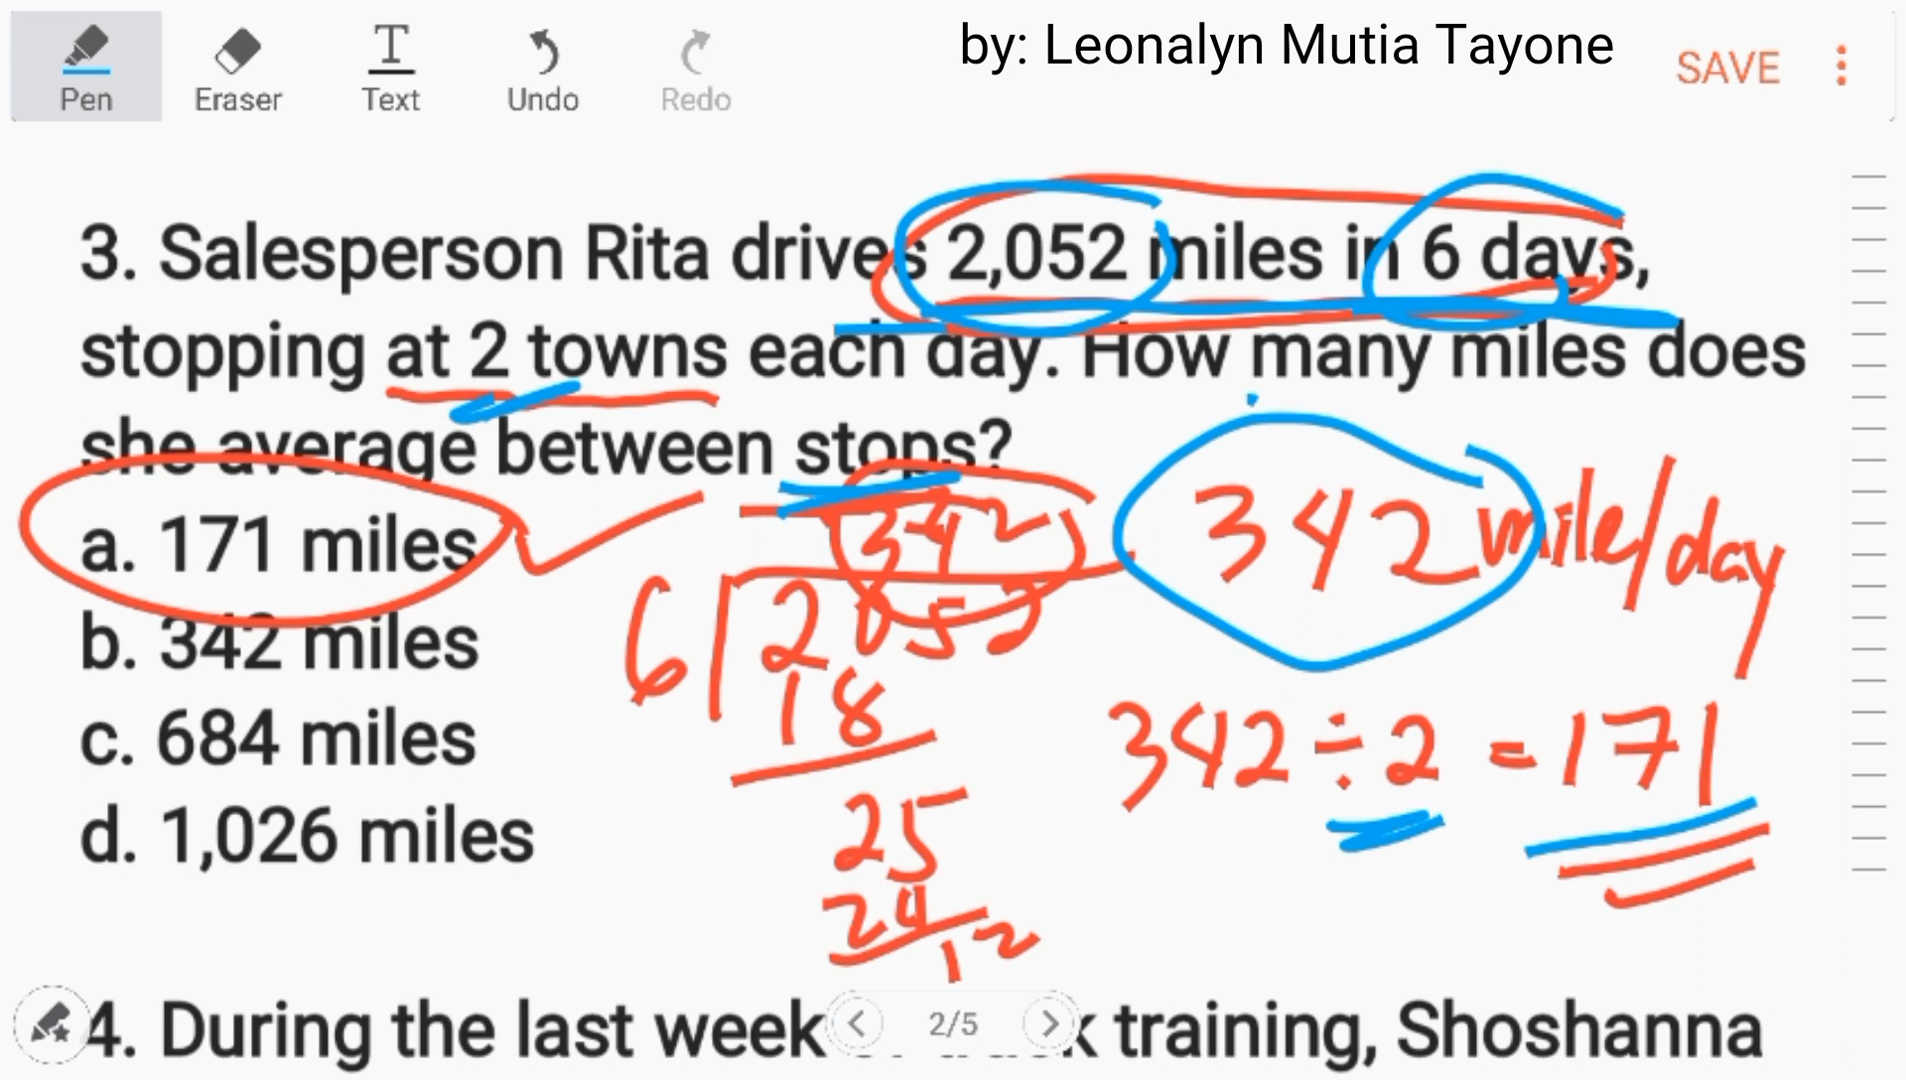 by: Leonalyn Mutia Tayone
Pen Eraser Text Undo Redo SAVE
3. Salesperson Rita drives 2,052 miles in 6 days,
stopping at 2 towns each day. How many miles does
she average between stops?
a. 171 miles
b. 342 miles
c. 684 miles
d. 1,026 miles
342
6 2052
18
25
24
12
342 mile/day
342 ÷ 2 = 171
4. During the last week
2/5
training, Shoshanna